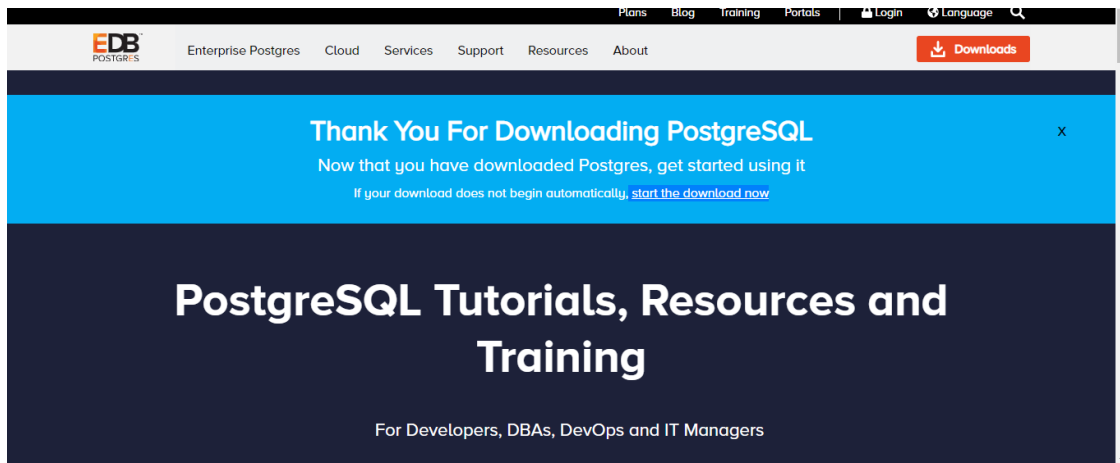 Plans Blog Training Portals Login Language
EDB
POSTGRES
Enterprise Postgres Cloud Services Support Resources About Downloads
Thank You For Downloading PostgreSQL x
Now that you have downloaded Postgres, get started using it
If your download does not begin automatically, start the download now
PostgreSQL Tutorials, Resources and
Training
For Developers, DBAs, DevOps and IT Managers